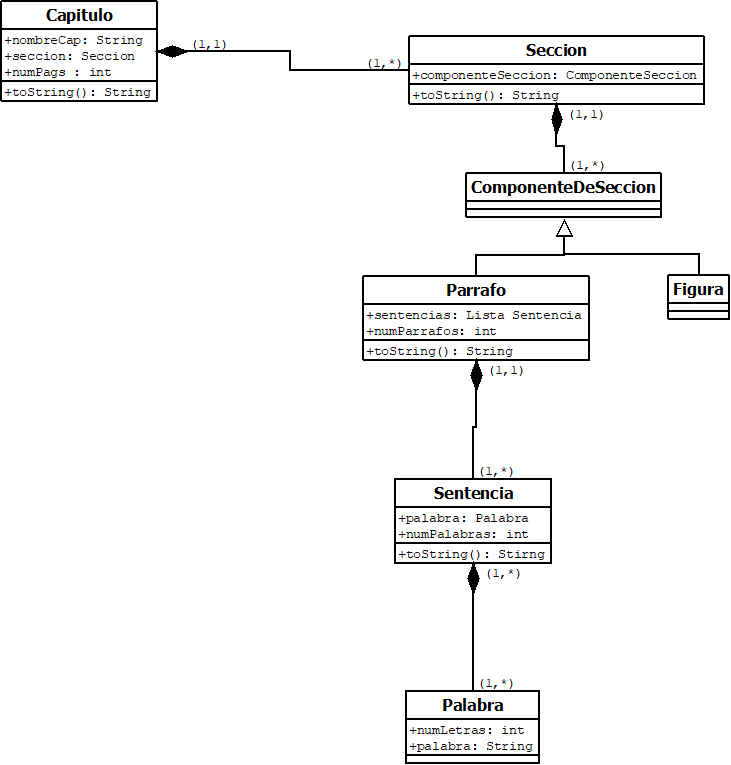 Capitulo
+nombreCap: String
+seccion: Seccion
+numPags : int
+toString(): String
(1,1)
(1,*)
Seccion
+componenteSeccion: ComponenteSeccion
+toString(): String
(1,1)
(1,*)
ComponenteDeSeccion
Parrafo
+sentencias: Lista Sentencia
+numParrafos: int
+toString(): String
Figura
(1,1)
(1,*)
Sentencia
+palabra: Palabra
+numPalabras: int
+toString(): Stirng
(1,*)
(1,*)
Palabra
+numLetras: int
+palabra: String